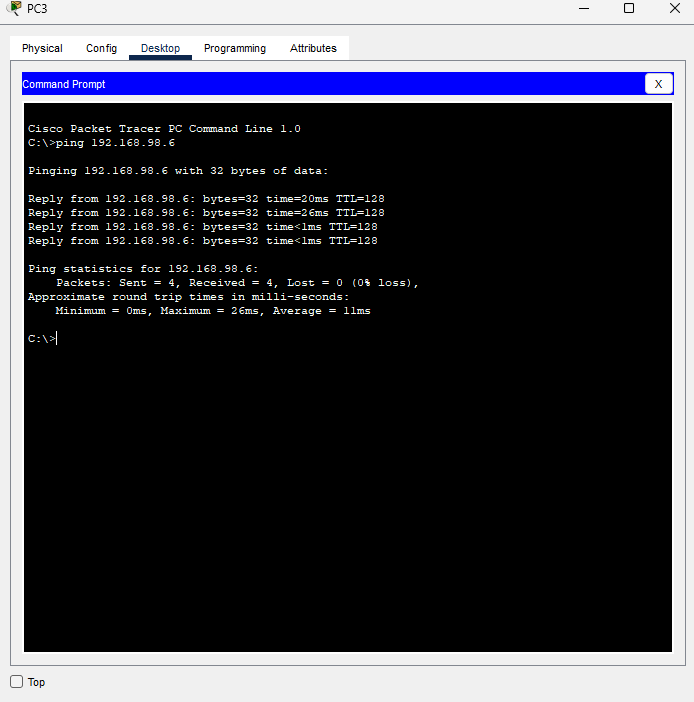 PC3
Physical Config Desktop Programming Attributes
Command Prompt
X
Cisco Packet Tracer PC Command Line 1.0
C:\>ping 192.168.98.6
Pinging 192.168.98.6 with 32 bytes of data:
Reply from 192.168.98.6: bytes=32 time=20ms TTL=128
Reply from 192.168.98.6: bytes=32 time=26ms TTL=128
Reply from 192.168.98.6: bytes=32 time<1ms TTL=128
Reply from 192.168.98.6: bytes=32 time<1ms TTL=128
Ping statistics for 192.168.98.6:
Packets: Sent = 4, Received = 4, Lost = 0 (0% loss),
Approximate round trip times in milli-seconds:
Minimum = 0ms, Maximum = 26ms, Average = 11ms
C:\>
Top